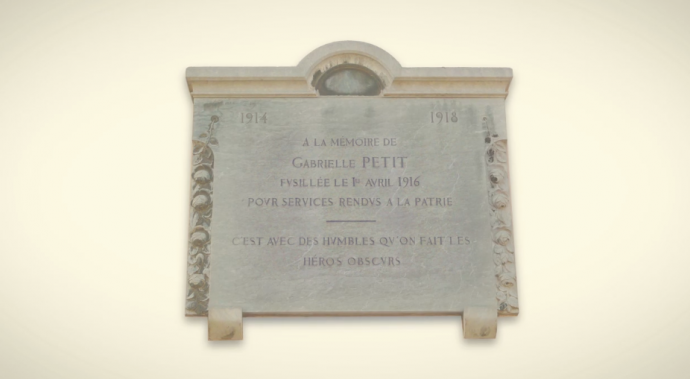 1914 1918
A LA MÉMOIRE DE
GABRIELLE PETIT
FVSILLÉE LE 1ER AVRIL 1916
POVR SERVICES RENDVS A LA PATRIE
C'EST AVEC DES HVMBLES QV'ON FAIT LES
HÉROS OBSCVRS